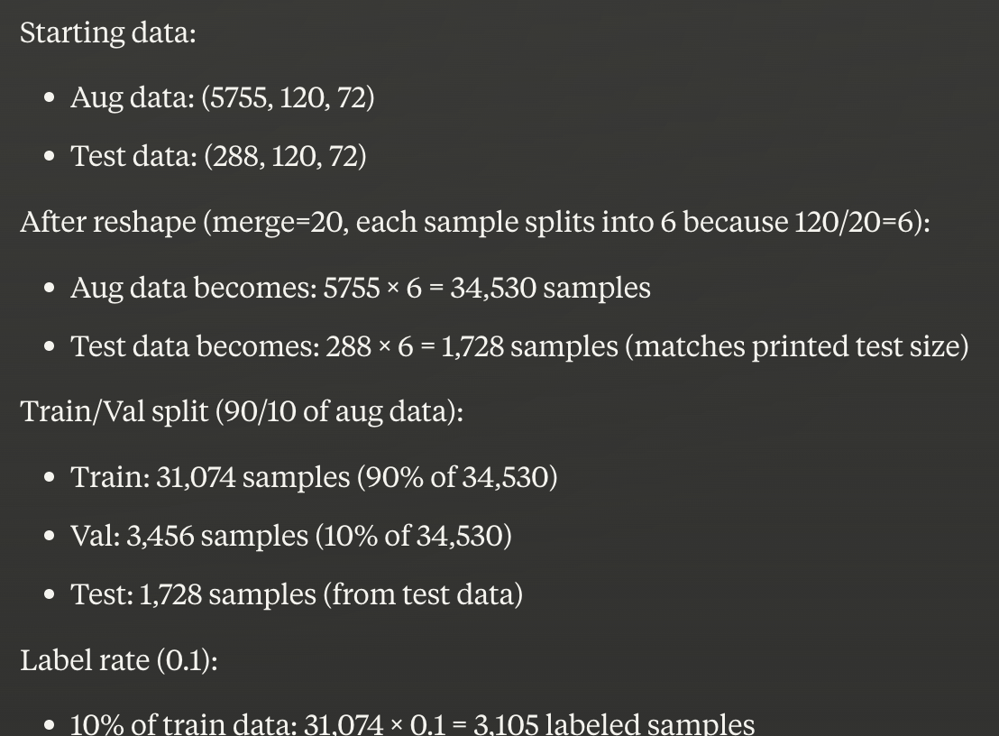 Starting data:
• Aug data: (5755, 120, 72)
• Test data: (288, 120, 72)
After reshape (merge=20, each sample splits into 6 because 120/20=6):
• Aug data becomes: 5755 × 6 = 34,530 samples
• Test data becomes: 288 × 6 = 1,728 samples (matches printed test size)
Train/Val split (90/10 of aug data):
• Train: 31,074 samples (90% of 34,530)
• Val: 3,456 samples (10% of 34,530)
• Test: 1,728 samples (from test data)
Label rate (0.1):
• 10% of train data: 31,074 × 0.1 = 3,105 labeled samples